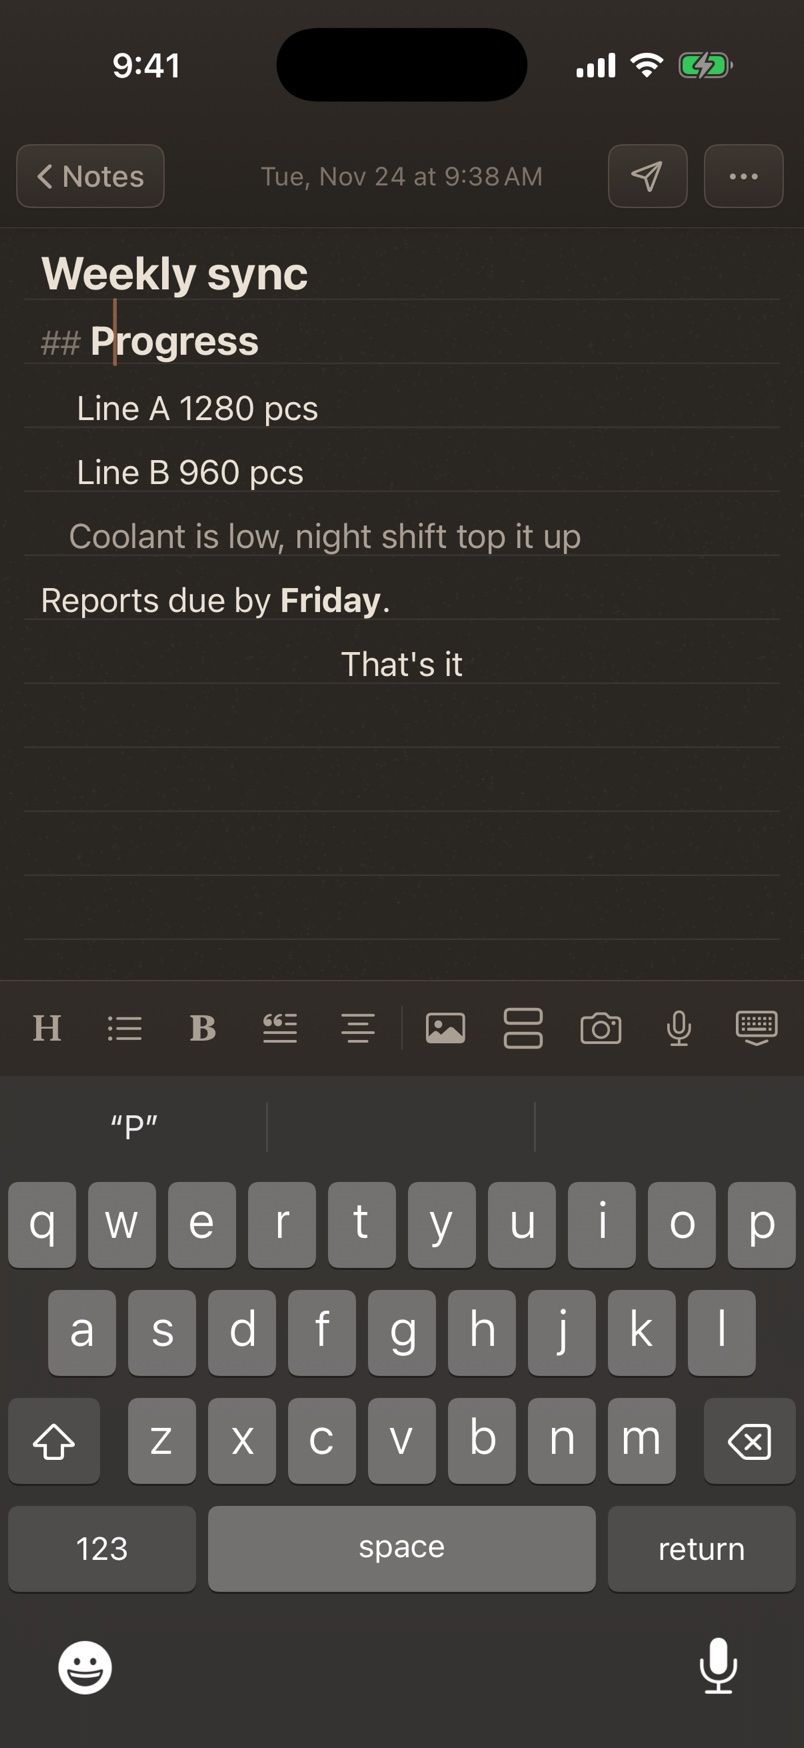 9:41
Notes
Tue, Nov 24 at 9:38 AM
Weekly sync
## Progress
Line A 1280 pcs
Line B 960 pcs
Coolant is low, night shift top it up
Reports due by Friday.
That's it
H
B
“P”
q w e r t y u i o p
a s d f g h j k l
z x c v b n m
123 space return